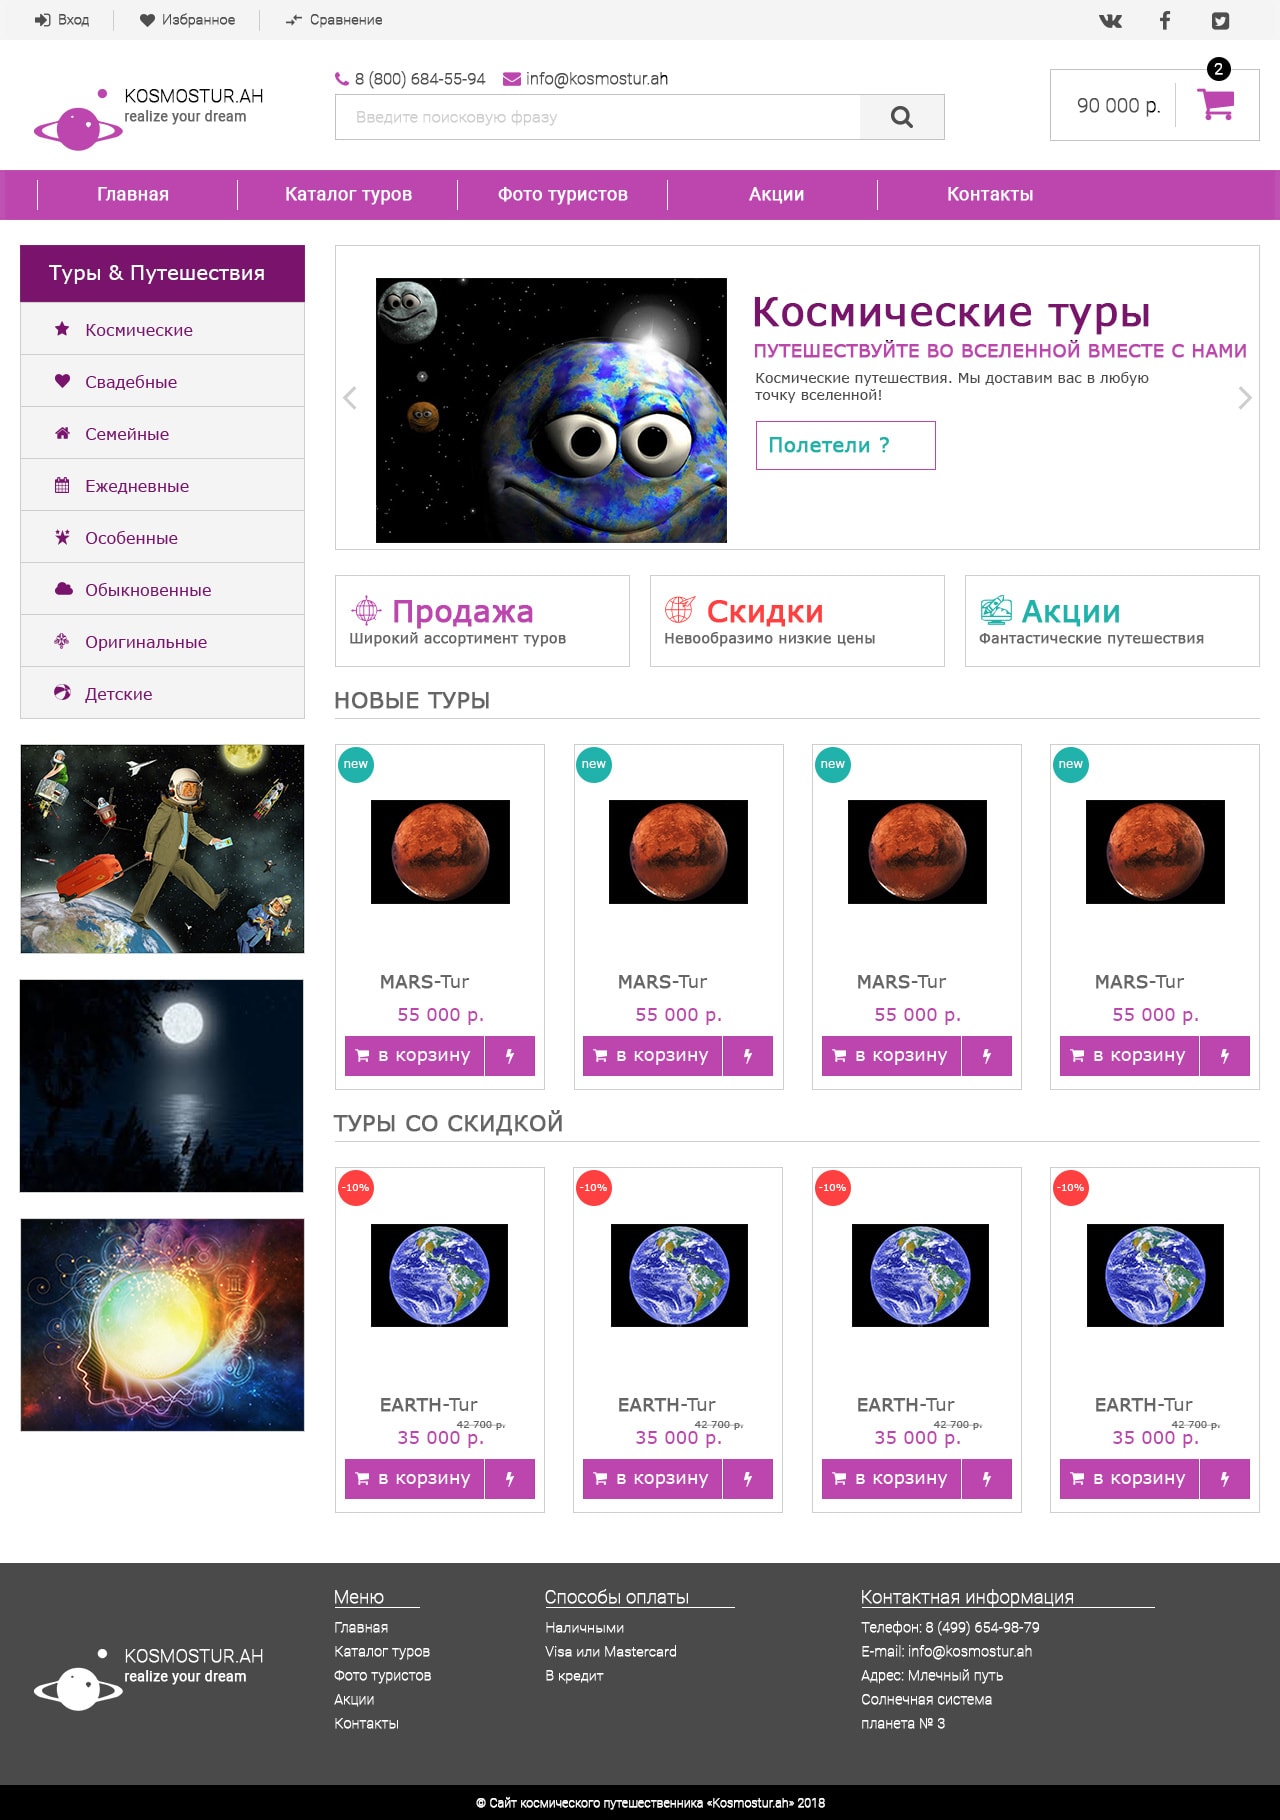 Вход
Избранное
Сравнение
KOSMOSTUR.AH
realize your dream
8 (800) 684-55-94
info@kosmostur.ah
Введите поисковую фразу
90 000 р.
2
Главная
Каталог туров
Фото туристов
Акции
Контакты
Туры & Путешествия
Космические
Свадебные
Семейные
Ежедневные
Особенные
Обыкновенные
Оригинальные
Детские
Космические туры
ПУТЕШЕСТВУЙТЕ ВО ВСЕЛЕННОЙ ВМЕСТЕ С НАМИ
Космические путешествия. Мы доставим вас в любую
точку вселенной!
Полетели ?
Продажа
Широкий ассортимент туров
Скидки
Невообразимо низкие цены
Акции
Фантастические путешествия
НОВЫЕ ТУРЫ
new
MARS-Tur
55 000 р.
в корзину
new
MARS-Tur
55 000 р.
в корзину
new
MARS-Tur
55 000 р.
в корзину
new
MARS-Tur
55 000 р.
в корзину
ТУРЫ СО СКИДКОЙ
-10%
EARTH-Tur
42 700 р.
35 000 р.
в корзину
-10%
EARTH-Tur
42 700 р.
35 000 р.
в корзину
-10%
EARTH-Tur
42 700 р.
35 000 р.
в корзину
-10%
EARTH-Tur
42 700 р.
35 000 р.
в корзину
KOSMOSTUR.AH
realize your dream
Меню
Главная
Каталог туров
Фото туристов
Акции
Контакты
Способы оплаты
Наличными
Visa или Mastercard
В кредит
Контактная информация
Телефон: 8 (499) 654-98-79
E-mail: info@kosmostur.ah
Адрес: Млечный путь
Солнечная система
планета № 3
© Сайт космического путешественника «Kosmostur.ah» 2018